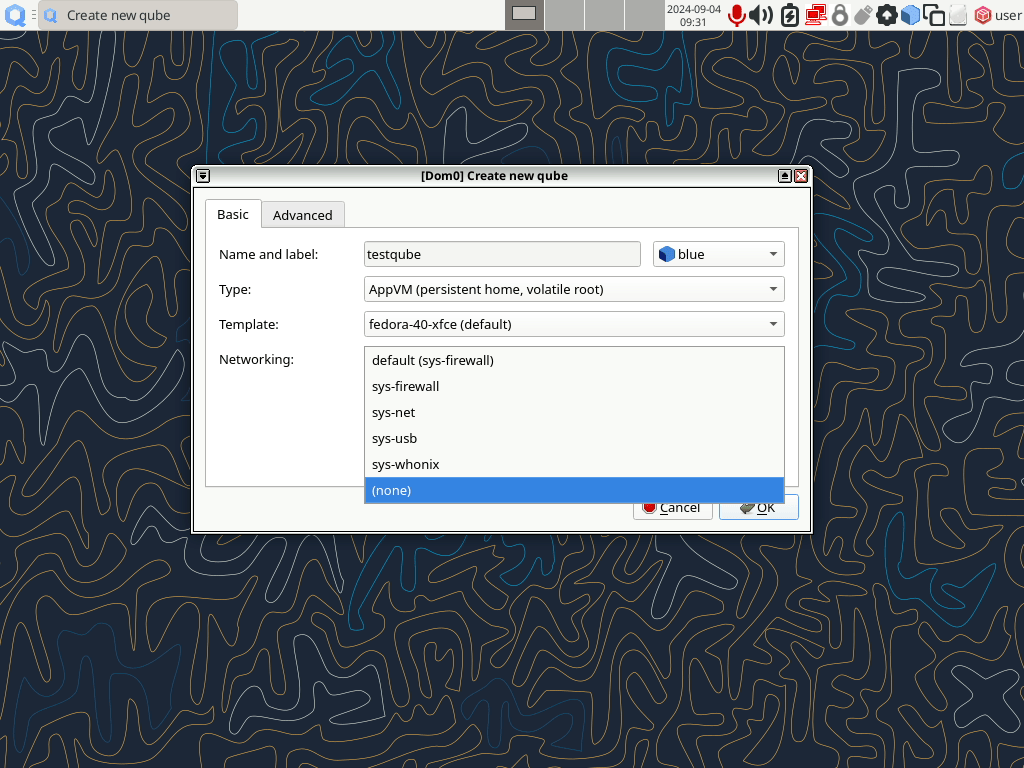 Create new qube
2024-09-04
09:31
user
[Dom0] Create new qube
Basic
Advanced
Name and label:
testqube
blue
Type:
AppVM (persistent home, volatile root)
Template:
fedora-40-xfce (default)
Networking:
default (sys-firewall)
sys-firewall
sys-net
sys-usb
sys-whonix
(none)
Cancel
OK